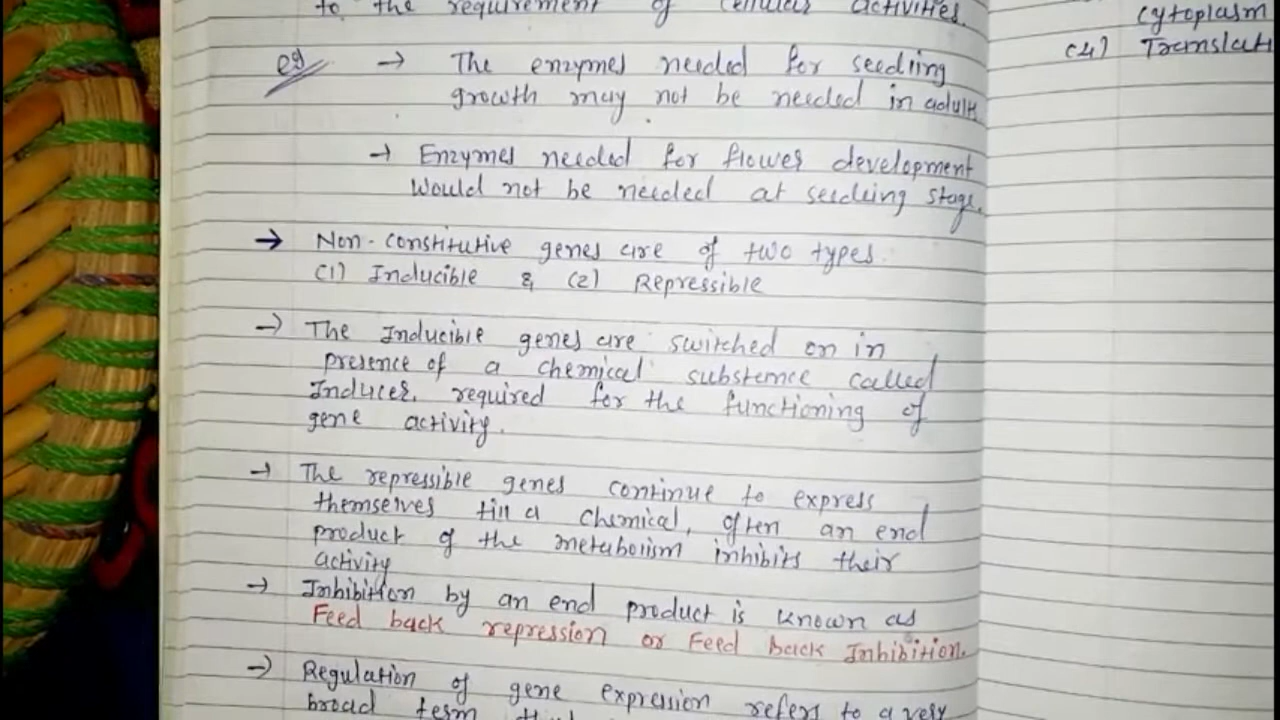 to the requirement of cellular activities.
eg → The enzymes needed for seedling
growth may not be needed in adult
→ Enzymes needed for flower development
would not be needed at seedling stage.
→ Non-constitutive genes are of two types.
(1) Inducible & (2) Repressible
→ The Inducible genes are switched on in
presence of a chemical substance called
Inducer, required for the functioning of
gene activity.
→ The repressible genes continue to express
themselves till a chemical, often an end
product of the metabolism inhibits their
activity
→ Inhibition by an end product is known as
Feed back repression or Feed back Inhibition.
→ Regulation of gene expression refers to a very
broad term
cytoplasm
(4) Translati